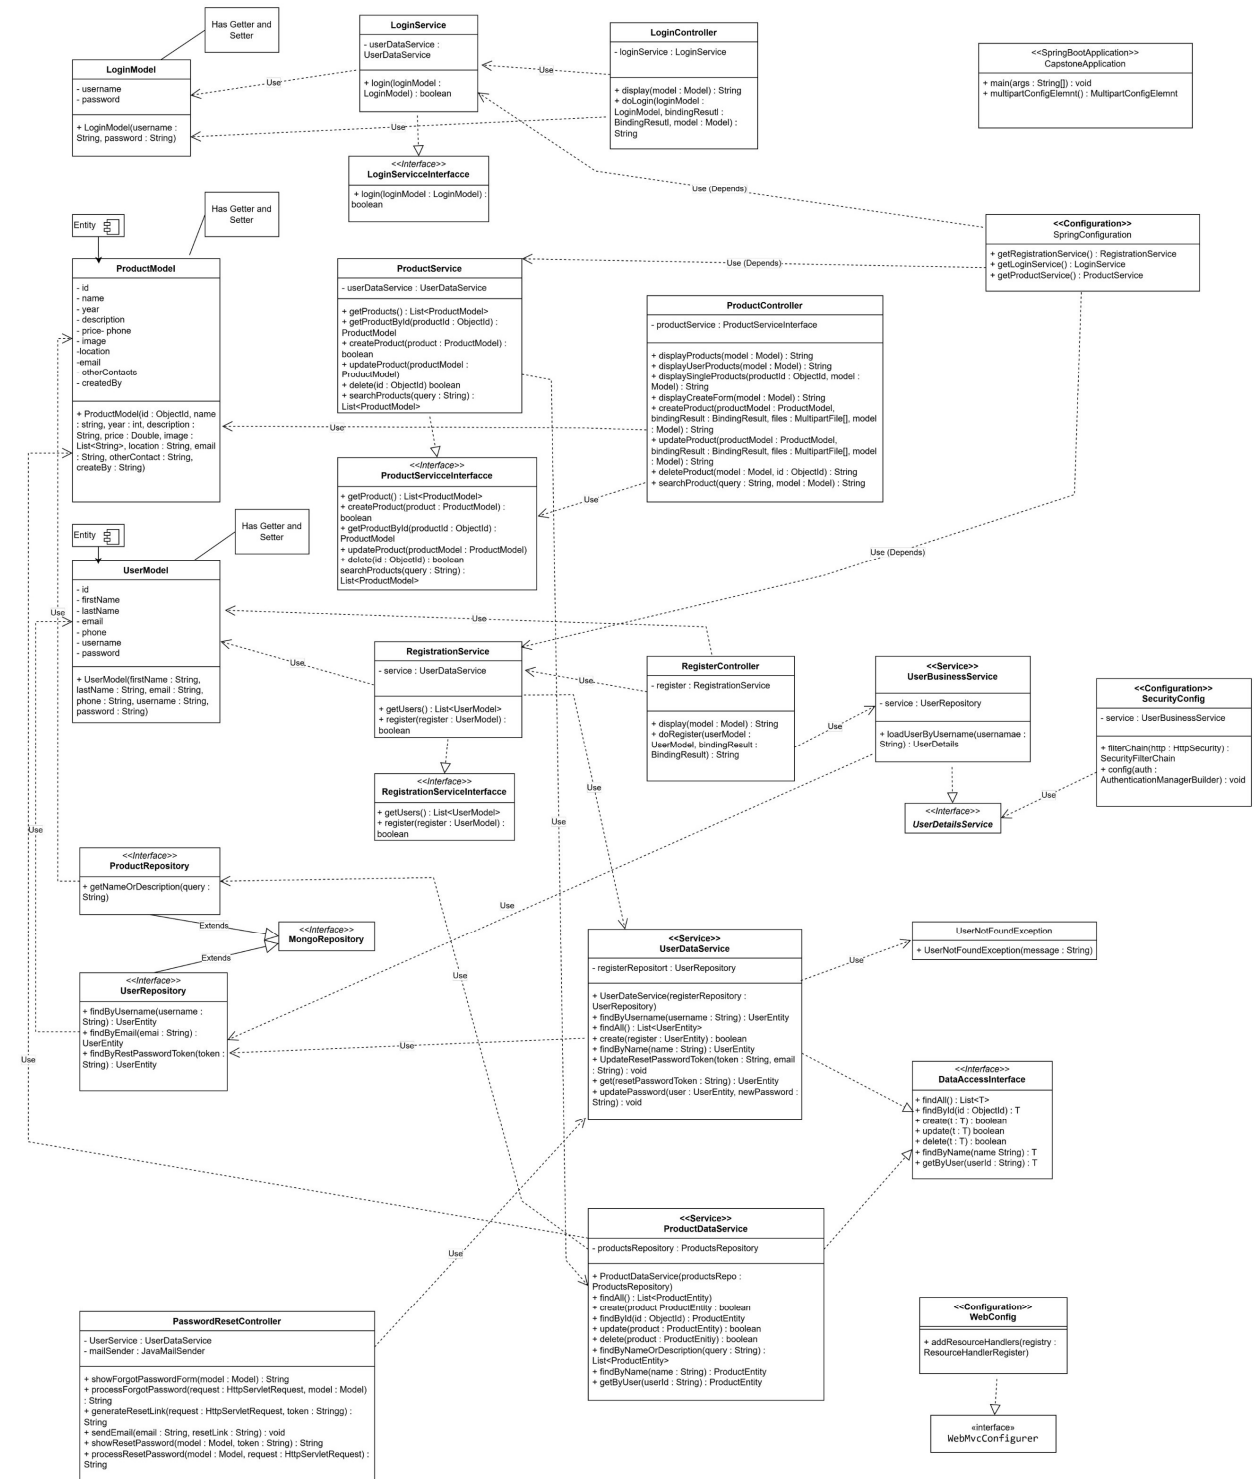 Has Getter and
Setter
LoginModel
- username
- password
+ LoginModel(username :
String, password : String)
Use
LoginService
- userDataService :
UserDataService
+ login(loginModel :
LoginModel) : boolean
Use
LoginController
- loginService : LoginService
+ display(model : Model) : String
+ doLogin(loginModel :
LoginModel, bindingResutl :
BindingResutl, model : Model) :
String
Use
<<SpringBootApplication>>
CapstoneApplication
+ main(args : String[]) : void
+ multipartConfigElemnt() : MultipartConfigElemnt
<<Interface>>
LoginServicceInterfacce
+ login(loginModel : LoginModel) :
boolean
Use (Depends)
Has Getter and
Setter
Entity
ProductModel
- id
- name
- year
- description
- price- phone
- image
-location
-email
-otherContacts
- createdBy
+ ProductModel(id : ObjectId, name
: string, year : int, description :
String, price : Double, image :
List<String>, location : String, email
: String, otherContact : String,
createBy : String)
ProductService
- userDataService : UserDataService
+ getProducts() : List<ProductModel>
+ getProductById(productId : ObjectId) :
ProductModel
+ createProduct(product : ProductModel) :
boolean
+ updateProduct(productModel :
ProductModel)
+ delete(id : ObjectId) boolean
+ searchProducts(query : String) :
List<ProductModel>
Use (Depends)
<<Configuration>>
SpringConfiguration
+ getRegistrationService() : RegistrationService
+ getLoginService() : LoginService
+ getProductService() : ProductService
ProductController
- productService : ProductServiceInterface
+ displayProducts(model : Model) : String
+ displayUserProducts(model : Model) : String
+ displaySingleProducts(productId : ObjectId, model :
Model) : String
+ displayCreateForm(model : Model) : String
+ createProduct(productModel : ProductModel,
bindingResult : BindingResult, files : MultipartFile[], model
: Model) : String
+ updateProduct(productModel : ProductModel,
bindingResult : BindingResult, files : MultipartFile[], model
: Model) : String
+ deleteProduct(model : Model, id : ObjectId) : String
+ searchProduct(query : String, model : Model) : String
Use
<<Interface>>
ProductServicceInterfacce
+ getProduct() : List<ProductModel>
+ createProduct(product : ProductModel) :
boolean
+ getProductById(productId : ObjectId) :
ProductModel
+ updateProduct(productModel : ProductModel)
+ delete(id : ObjectId) : boolean
searchProducts(query : String) :
List<ProductModel>
Use
Use (Depends)
Has Getter and
Setter
Entity
UserModel
- id
- firstName
- lastName
- email
- phone
- username
- password
+ UserModel(firstName : String,
lastName : String, email : String,
phone : String, username : String,
password : String)
Use
Use
Use
RegistrationService
- service : UserDataService
+ getUsers() : List<UserModel>
+ register(register : UserModel) :
boolean
Use
RegisterController
- register : RegistrationService
+ display(model : Model) : String
+ doRegister(userModel :
UserModel, bindingResult :
BindingResult) : String
Use
<<Service>>
UserBusinessService
- service : UserRepository
+ loadUserByUsername(usernamae :
String) : UserDetails
<<Configuration>>
SecurityConfig
- service : UserBusinessService
+ filterChain(http : HttpSecurity) :
SecurityFilterChain
+ config(auth :
AuthenticationManagerBuilder) : void
Use
<<Interface>>
UserDetailsService
<<Interface>>
RegistrationServiceInterfacce
+ getUsers() : List<UserModel>
+ register(register : UserModel) :
boolean
Use
Use
<<Interface>>
ProductRepository
+ getNameOrDescription(query :
String)
Extends
<<Interface>>
MongoRepository
Extends
<<Interface>>
UserRepository
+ findByUsername(username :
String) : UserEntity
+ findByEmail(emai : String) :
UserEntity
+ findByRestPasswordToken(token :
String) : UserEntity
Use
Use
Use
Use
<<Service>>
UserDataService
- registerRepositort : UserRepository
+ UserDateService(registerRepository :
UserRepository)
+ findByUsername(username : String) : UserEntity
+ findAll() : List<UserEntity>
+ create(register : UserEntity) : boolean
+ findByName(name : String) : UserEntity
+ UpdateResetPasswordToken(token : String, email
: String) : void
+ get(resetPasswordToken : String) : UserEntity
+ updatePassword(user : UserEntity, newPassword :
String) : void
Use
UserNotFoundException
+ UserNotFoundException(message : String)
<<Interface>>
DataAccessInterface
+ findAll() : List<T>
+ findById(id : ObjectId) : T
+ create(t : T) : boolean
+ update(t : T) boolean
+ delete(t : T) : boolean
+ findByName(name String) : T
+ getByUser(userId : String) : T
<<Service>>
ProductDataService
- productsRepository : ProductsRepository
+ ProductDataService(productsRepo :
ProductsRepository)
+ findAll() : List<ProductEntity)
+ create(product ProductEntity : boolean
+ findById(id : ObjectId) : ProductEntity
+ update(product : ProductEntity) : boolean
+ delete(product : ProductEnitiy) : boolean
+ findByNameOrDescription(query : String) :
List<ProductEntity>
+ findByName(name : String) : ProductEntity
+ getByUser(userId : String) : ProductEntity
Use
PasswordResetController
- UserService : UserDataService
- mailSender : JavaMailSender
+ showForgotPasswordForm(model : Model) : String
+ processForgotPassword(request : HttpServletRequest, model : Model)
: String
+ generateResetLink(request : HttpServletRequest, token : Stringg) :
String
+ sendEmail(email : String, resetLink : String) : void
+ showResetPassword(model : Model, token : String) : String
+ processResetPassword(model : Model, request : HttpServletRequest) :
String
<<Configuration>>
WebConfig
+ addResourceHandlers(registry :
ResourceHandlerRegister)
«interface»
WebMvcConfigurer